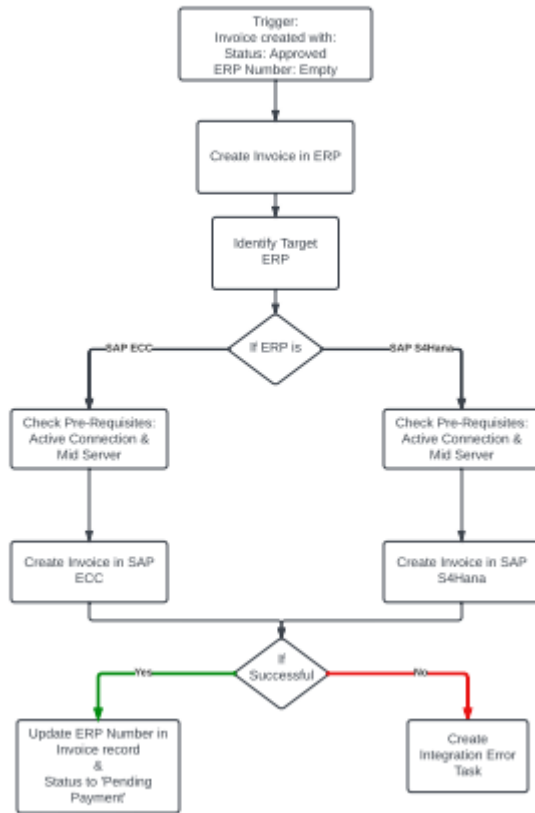 Trigger:
Invoice created with:
Status: Approved
ERP Number: Empty
Create Invoice in ERP
Identify Target
ERP
If ERP is
SAP ECC
SAP S4Hana
Check Pre-Requisites:
Active Connection &
Mid Server
Check Pre-Requisites:
Active Connection &
Mid Server
Create Invoice in SAP
ECC
Create Invoice in SAP
S4Hana
If
Successful
Yes
No
Update ERP Number in
Invoice record
&
Status to 'Pending
Payment'
Create
Integration Error
Task